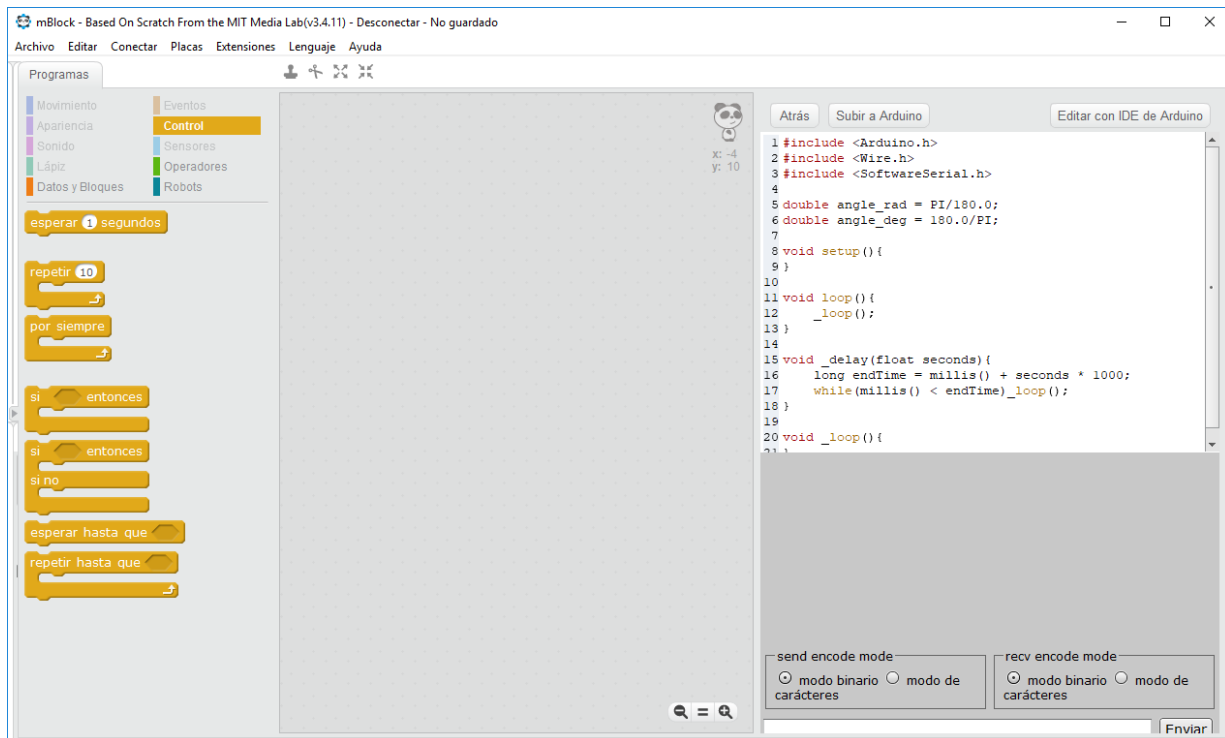 mBlock - Based On Scratch From the MIT Media Lab(v3.4.11) - Desconectar - No guardado
Archivo Editar Conectar Placas Extensiones Lenguaje Ayuda
Programas
Movimiento Eventos
Apariencia Control
Sonido Sensores
Lápiz Operadores
Datos y Bloques Robots
esperar 1 segundos
repetir 10
por siempre
si entonces
si entonces
si no
esperar hasta que
repetir hasta que
x: -4
y: 10
Atrás Subir a Arduino Editar con IDE de Arduino
1 #include <Arduino.h>
2 #include <Wire.h>
3 #include <SoftwareSerial.h>
4
5 double angle_rad = PI/180.0;
6 double angle_deg = 180.0/PI;
7
8 void setup(){
9 }
10
11 void loop(){
12 _loop();
13 }
14
15 void _delay(float seconds){
16 long endTime = millis() + seconds * 1000;
17 while(millis() < endTime)_loop();
18 }
19
20 void _loop(){
21 }
send encode mode
modo binario modo de carácteres
recv encode mode
modo binario modo de carácteres
Enviar